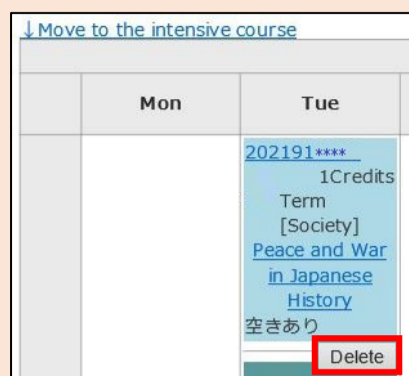 ↓Move to the intensive course
Mon
Tue
202191****
1Credits
Term
[Society]
Peace and War
in Japanese
History
空きあり
Delete